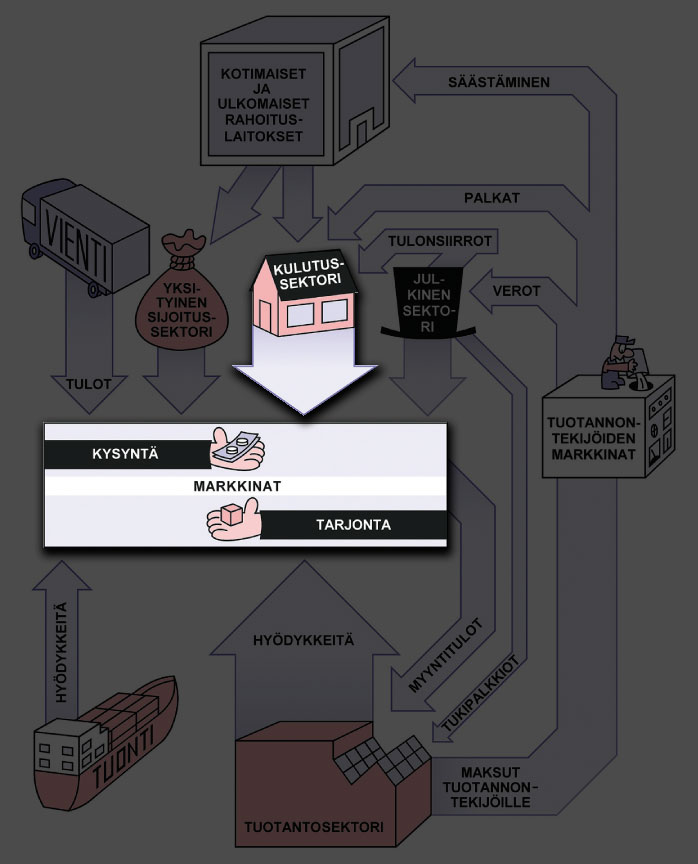 KOTIMAISET
JA
ULKOMAISET
RAHOITUS-
LAITOKSET
SÄÄSTÄMINEN
PALKAT
TULONSIIRROT
VEROT
VIENTI
YKSI-
TYINEN
SIJOITUS-
SEKTORI
KULUTUS-
SEKTORI
JUL-
KINEN
SEKTO-
RI
TULOT
TUOTANNON-
TEKIJÖIDEN
MARKKINAT
KYSYNTÄ
MARKKINAT
TARJONTA
HYÖDYKKEITÄ
HYÖDYKKEITÄ
MYYNTITULOT
TUKIPALKKIOT
TUONTI
TUOTANTOSEKTORI
MAKSUT
TUOTANNON-
TEKIJÖILLE